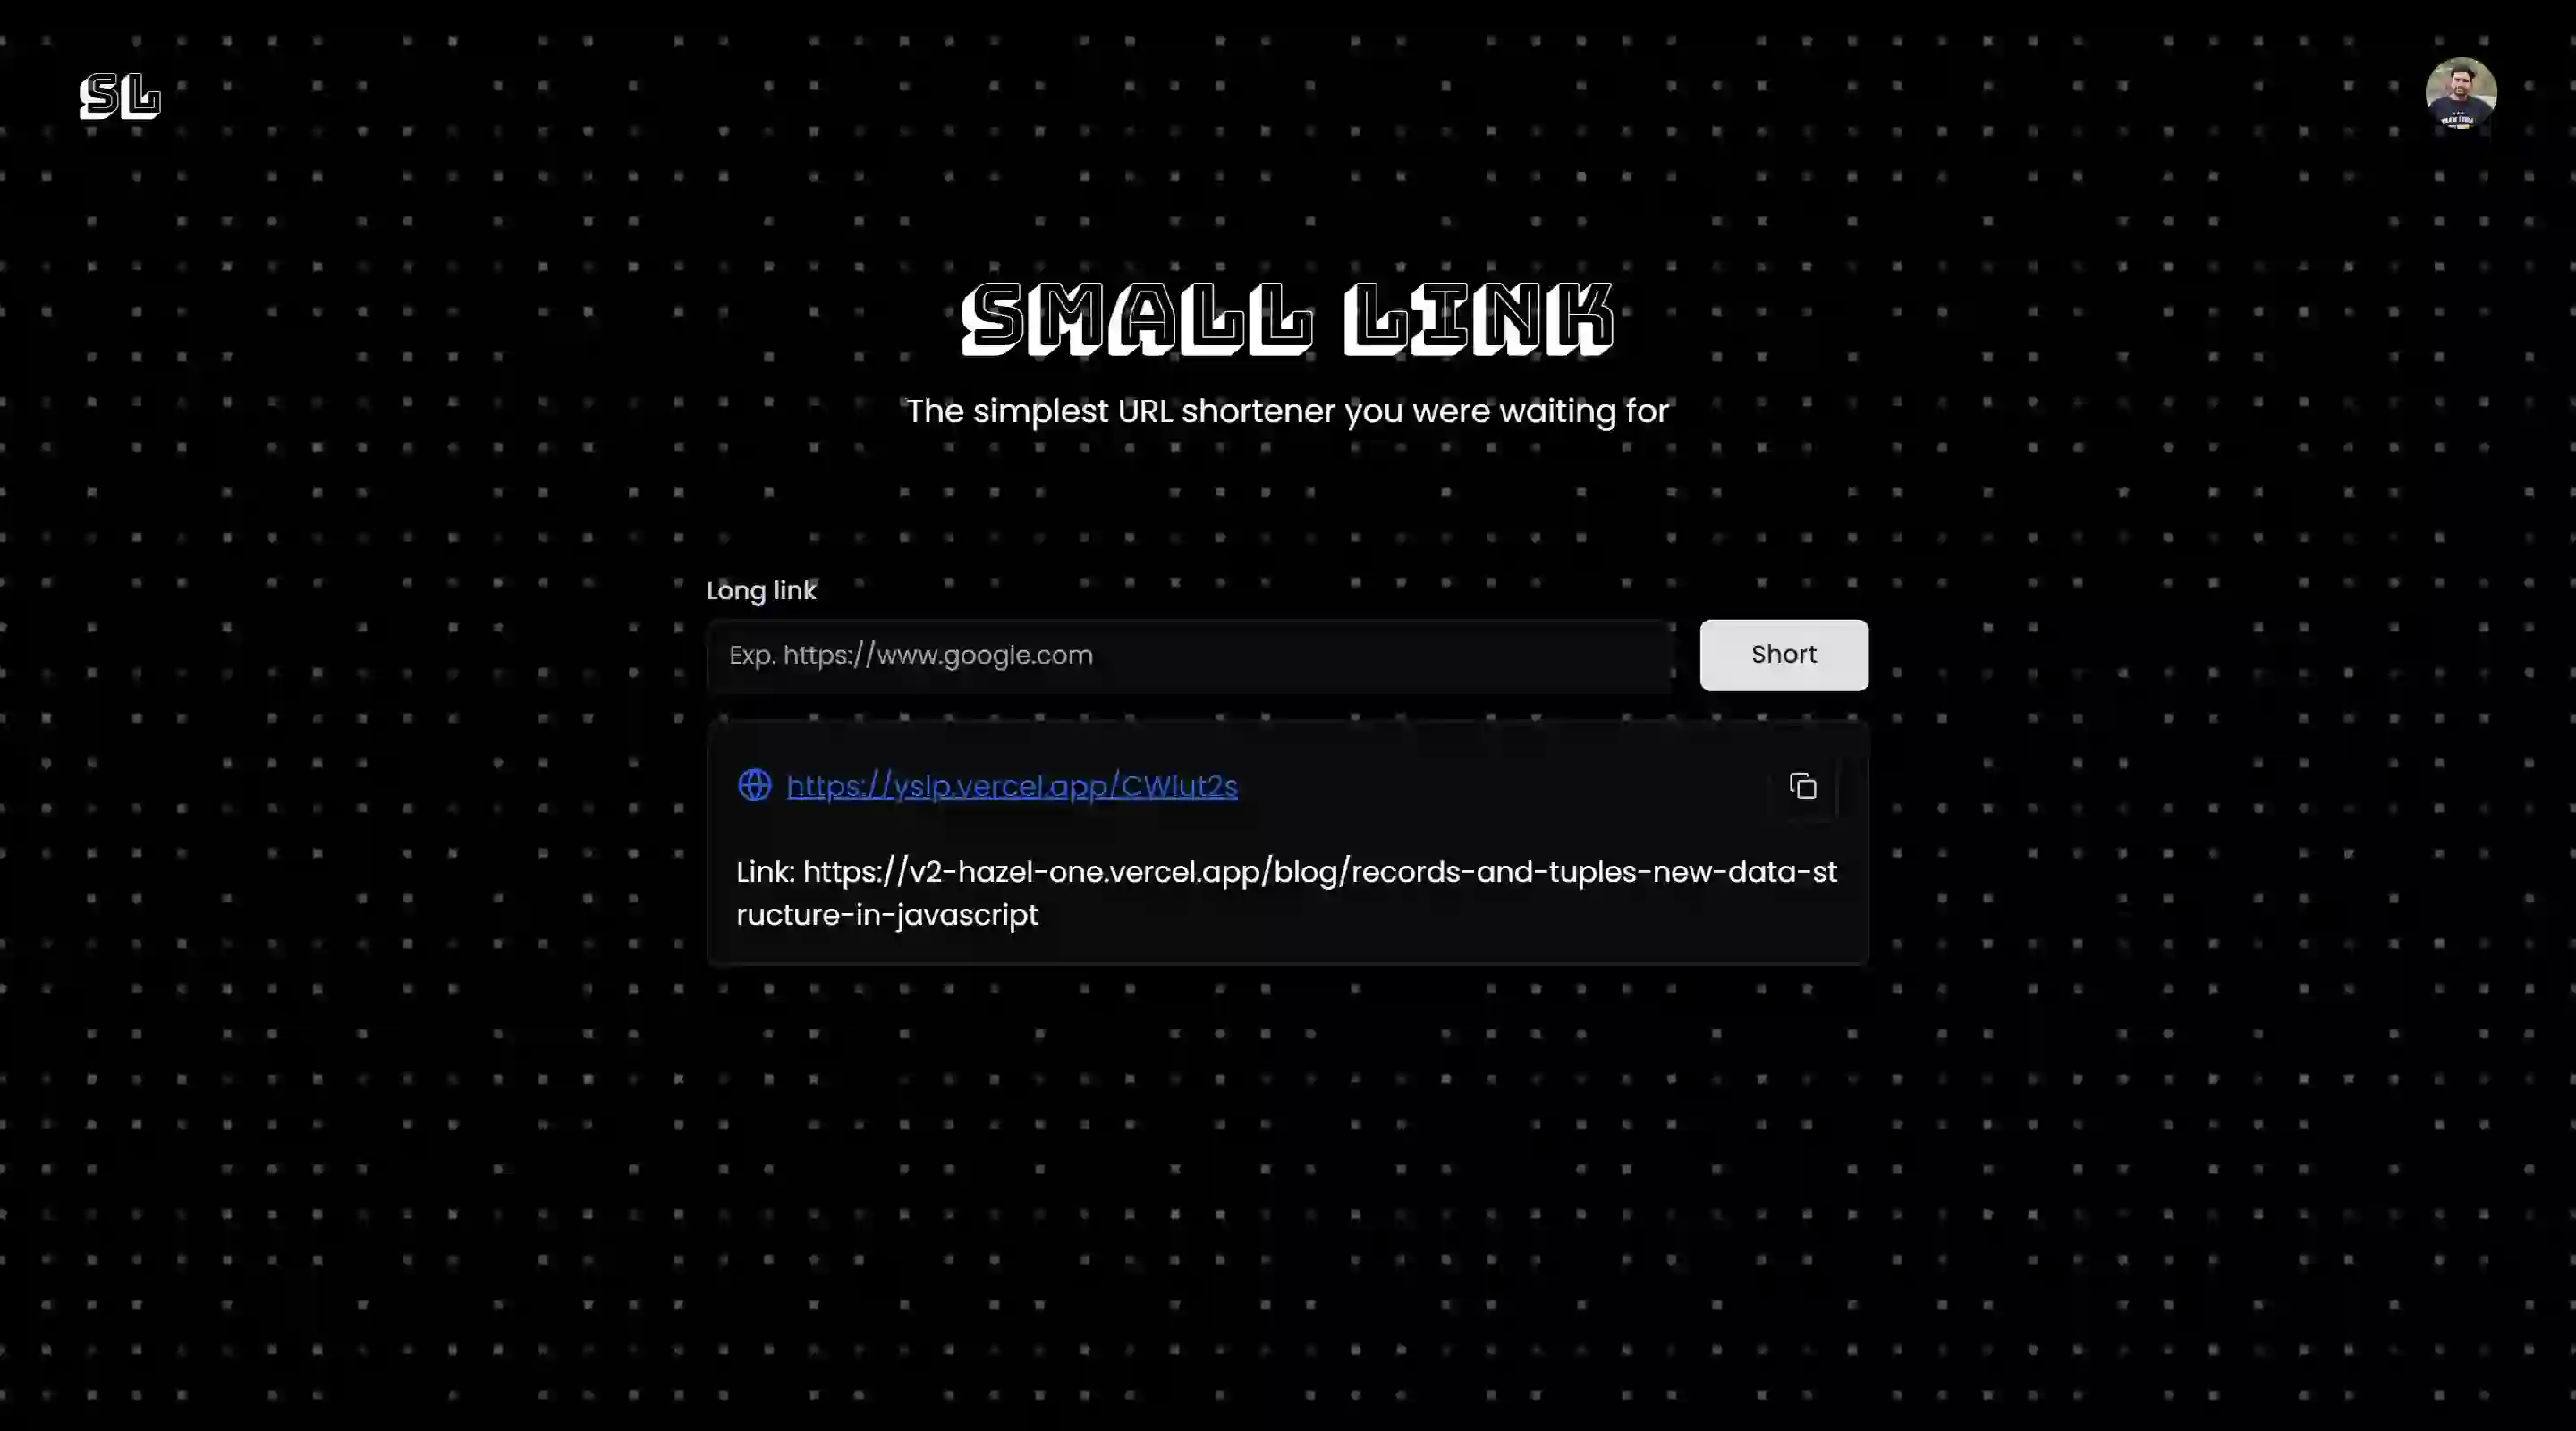 SL
SMALL LINK
The simplest URL shortener you were waiting for
Long link
Exp. https://www.google.com
Short
https://yslp.vercel.app/CWlut2s
Link: https://v2-hazel-one.vercel.app/blog/records-and-tuples-new-data-st
ructure-in-javascript